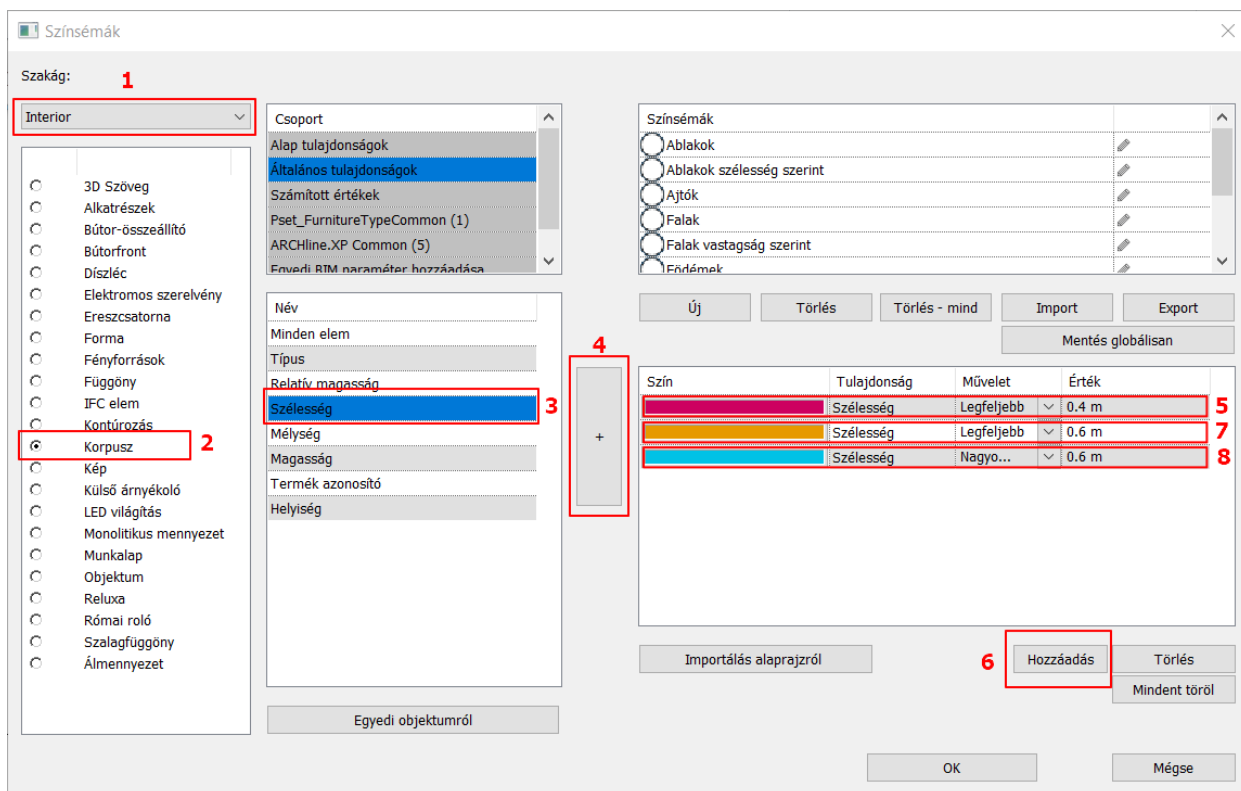 Színsémák
Szakág:
1
Interior
3D Szöveg
Alkatrészek
Bútor-összeállító
Bútorfront
Díszléc
Elektromos szerelvény
Ereszcsatorna
Forma
Fényforrások
Függöny
IFC elem
Kontúrozás
Korpusz
2
Kép
Külső árnyékoló
LED világítás
Monolitikus mennyezet
Munkalap
Objektum
Reluxa
Római roló
Szalagfüggöny
Álmennyezet
Csoport
Alap tulajdonságok
Általános tulajdonságok
Számított értékek
Pset_FurnitureTypeCommon (1)
ARCHline.XP Common (5)
Egyedi BIM paraméter hozzáadása
Név
Minden elem
Típus
Relatív magasság
Szélesség
3
Mélység
Magasság
Termék azonosító
Helyiség
Egyedi objektumról
4
+
Színsémák
Ablakok
Ablakok szélesség szerint
Ajtók
Falak
Falak vastagság szerint
Födémek
Új Törlés Törlés - mind Import Export
Mentés globálisan
Szín Tulajdonság Művelet Érték
Szélesség Legfeljebb 0.4 m 5
Szélesség Legfeljebb 0.6 m 7
Szélesség Nagyo... 0.6 m 8
Importálás alaprajzról 6 Hozzáadás Törlés
Mindent töröl
OK Mégse